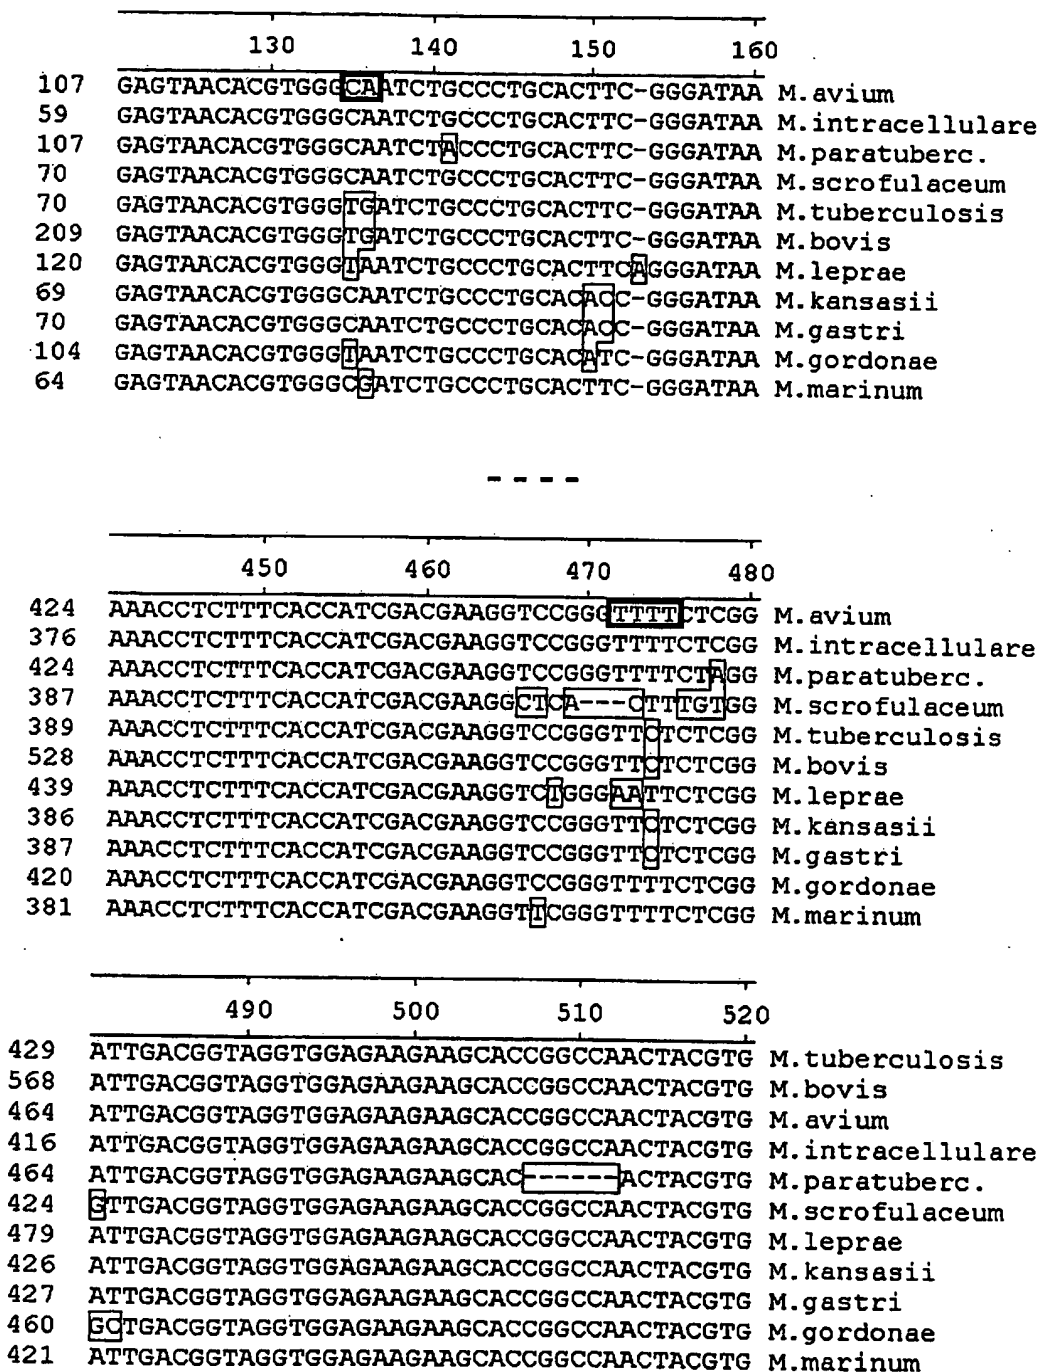 130 140 150 160
107 GAGTAACACGTGGGCAATCTGCCCTGCACTTC-GGGATAA M.avium
59 GAGTAACACGTGGGCAATCTGCCCTGCACTTC-GGGATAA M.intracellulare
107 GAGTAACACGTGGGCAATCTACCCTGCACTTC-GGGATAA M.paratuberc.
70 GAGTAACACGTGGGCAATCTGCCCTGCACTTC-GGGATAA M.scrofulaceum
70 GAGTAACACGTGGGTGATCTGCCCTGCACTTC-GGGATAA M.tuberculosis
209 GAGTAACACGTGGGTGATCTGCCCTGCACTTC-GGGATAA M.bovis
120 GAGTAACACGTGGGTAATCTGCCCTGCACTTCAGGGATAA M.leprae
69 GAGTAACACGTGGGCAATCTGCCCTGCACACC-GGGATAA M.kansasii
70 GAGTAACACGTGGGCAATCTGCCCTGCACACC-GGGATAA M.gastri
104 GAGTAACACGTGGGTAATCTGCCCTGCACATC-GGGATAA M.gordonae
64 GAGTAACACGTGGGCGATCTGCCCTGCACTTC-GGGATAA M.marinum
- - - -
450 460 470 480
424 AAACCTCTTTCACCATCGACGAAGGTCCGGGTTTTCTCGG M.avium
376 AAACCTCTTTCACCATCGACGAAGGTCCGGGTTTTCTCGG M.intracellulare
424 AAACCTCTTTCACCATCGACGAAGGTCCGGGTTTTCTAGG M.paratuberc.
387 AAACCTCTTTCACCATCGACGAAGGCTCA---CTTTGTGG M.scrofulaceum
389 AAACCTCTTTCACCATCGACGAAGGTCCGGGTTCTCTCGG M.tuberculosis
528 AAACCTCTTTCACCATCGACGAAGGTCCGGGTTCTCTCGG M.bovis
439 AAACCTCTTTCACCATCGACGAAGGTCTGGGAATTCTCGG M.leprae
386 AAACCTCTTTCACCATCGACGAAGGTCCGGGTTCTCTCGG M.kansasii
387 AAACCTCTTTCACCATCGACGAAGGTCCGGGTTCTCTCGG M.gastri
420 AAACCTCTTTCACCATCGACGAAGGTCCGGGTTTTCTCGG M.gordonae
381 AAACCTCTTTCACCATCGACGAAGGTTCGGGTTTTCTCGG M.marinum
490 500 510 520
429 ATTGACGGTAGGTGGAGAAGAAGCACCGGCCAACTACGTG M.tuberculosis
568 ATTGACGGTAGGTGGAGAAGAAGCACCGGCCAACTACGTG M.bovis
464 ATTGACGGTAGGTGGAGAAGAAGCACCGGCCAACTACGTG M.avium
416 ATTGACGGTAGGTGGAGAAGAAGCACCGGCCAACTACGTG M.intracellulare
464 ATTGACGGTAGGTGGAGAAGAAGCAC------ACTACGTG M.paratuberc.
424 GTTGACGGTAGGTGGAGAAGAAGCACCGGCCAACTACGTG M.scrofulaceum
479 ATTGACGGTAGGTGGAGAAGAAGCACCGGCCAACTACGTG M.leprae
426 ATTGACGGTAGGTGGAGAAGAAGCACCGGCCAACTACGTG M.kansasii
427 ATTGACGGTAGGTGGAGAAGAAGCACCGGCCAACTACGTG M.gastri
460 GCTGACGGTAGGTGGAGAAGAAGCACCGGCCAACTACGTG M.gordonae
421 ATTGACGGTAGGTGGAGAAGAAGCACCGGCCAACTACGTG M.marinum